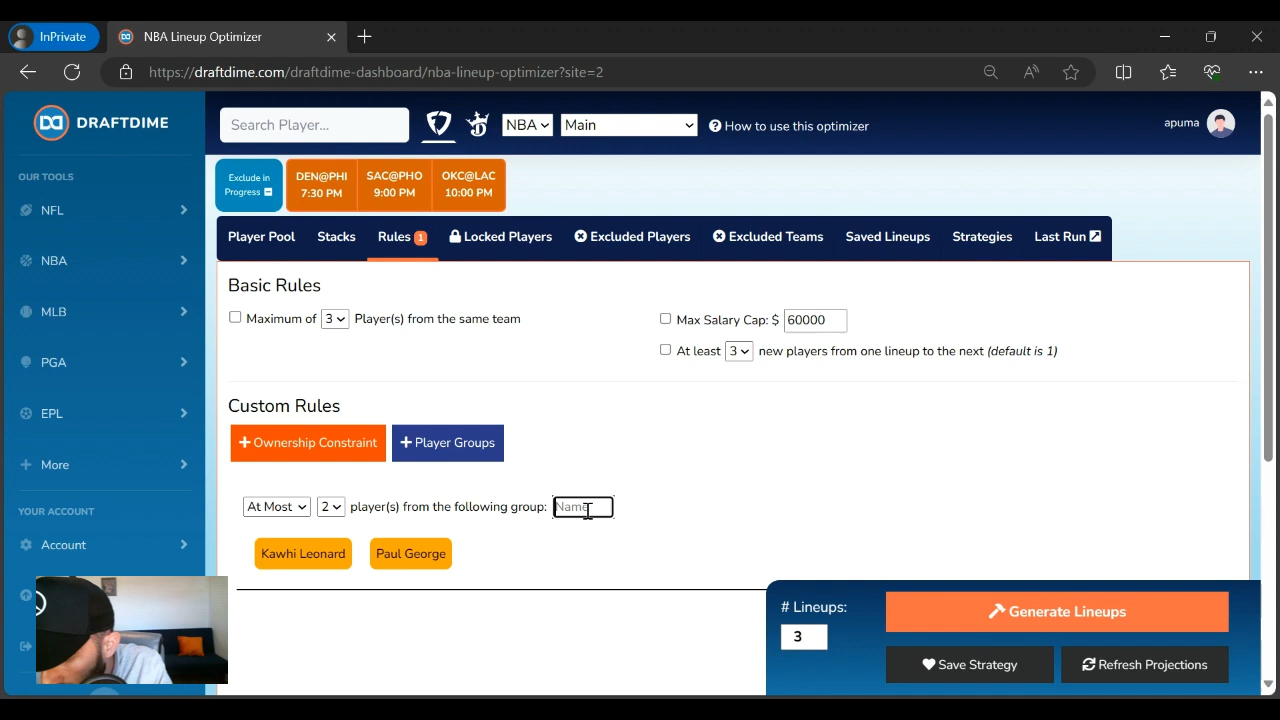 InPrivate
NBA Lineup Optimizer
https://draftdime.com/draftdime-dashboard/nba-lineup-optimizer?site=2
DRAFTDIME
Search Player...
NBA
Main
How to use this optimizer
apuma
OUR TOOLS
NFL
NBA
MLB
PGA
EPL
More
YOUR ACCOUNT
Account
Exclude in
Progress
DEN@PHI
7:30 PM
SAC@PHO
9:00 PM
OKC@LAC
10:00 PM
Player Pool
Stacks
Rules 1
Locked Players
Excluded Players
Excluded Teams
Saved Lineups
Strategies
Last Run
Basic Rules
Maximum of 3 Player(s) from the same team
Max Salary Cap: $ 60000
At least 3 new players from one lineup to the next (default is 1)
Custom Rules
+ Ownership Constraint
+ Player Groups
At Most 2 player(s) from the following group: Name
Kawhi Leonard
Paul George
# Lineups:
3
Generate Lineups
Save Strategy
Refresh Projections